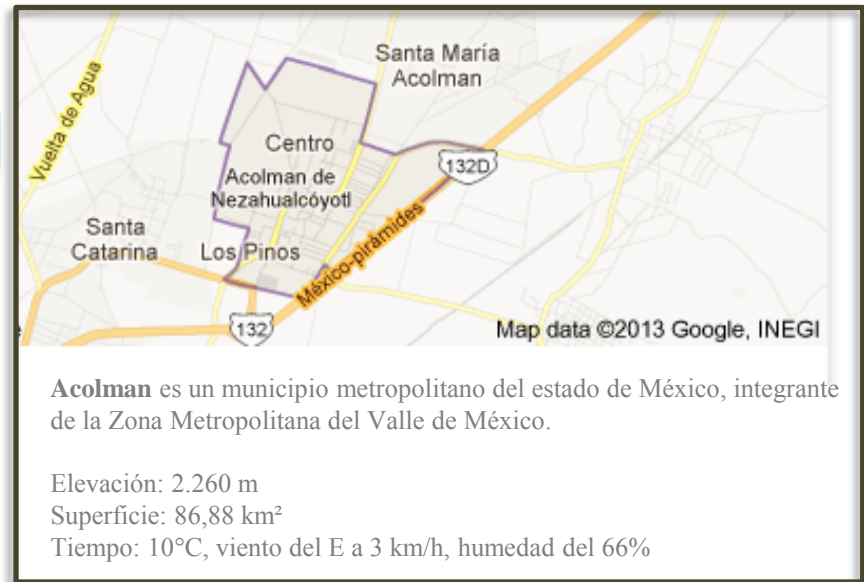 Santa María
Acolman
Vuelta de Agua
Centro
132D
Acolman de
Nezahualcóyotl
Santa
Catarina
Los Pinos
México-pirámides
132
Map data ©2013 Google, INEGI
Acolman es un municipio metropolitano del estado de México, integrante
de la Zona Metropolitana del Valle de México.
Elevación: 2.260 m
Superficie: 86,88 km²
Tiempo: 10°C, viento del E a 3 km/h, humedad del 66%